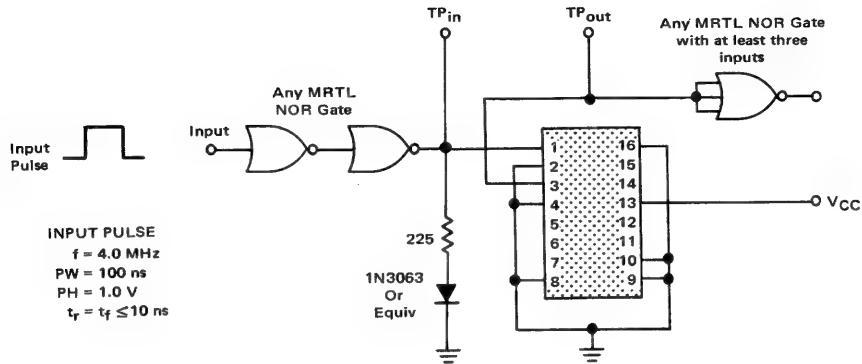 TPin
TPout
Any MRTL NOR Gate
with at least three
inputs
Any MRTL
NOR Gate
Input
Pulse
Input
1
2
3
4
5
6
7
8
16
15
14
13
12
11
10
9
VCC
INPUT PULSE
f = 4.0 MHz
PW = 100 ns
PH = 1.0 V
tr = tf ≤10 ns
225
1N3063
Or
Equiv